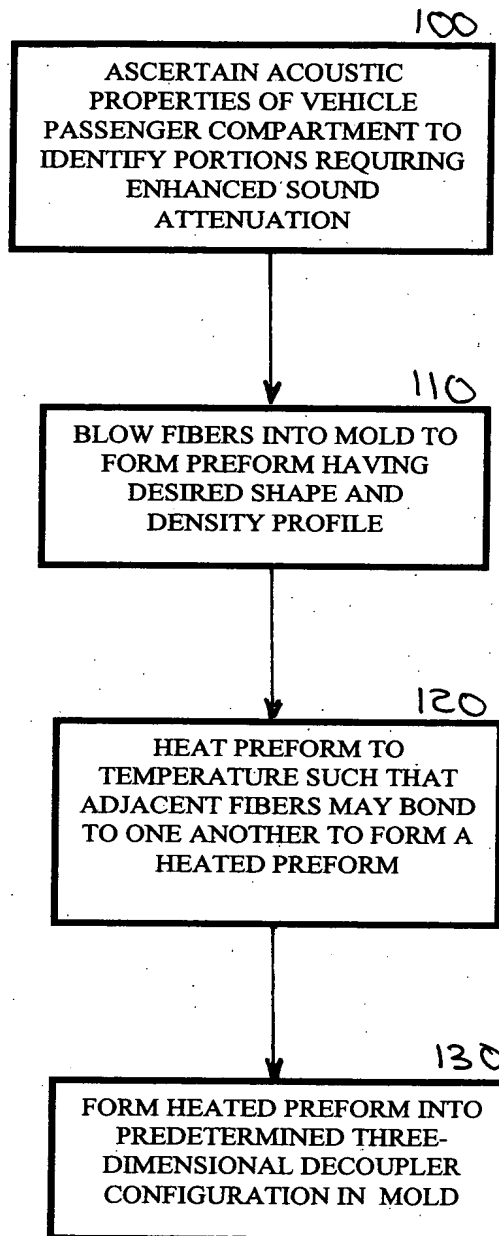 100
ASCERTAIN ACOUSTIC
PROPERTIES OF VEHICLE
PASSENGER COMPARTMENT TO
IDENTIFY PORTIONS REQUIRING
ENHANCED SOUND
ATTENUATION
110
BLOW FIBERS INTO MOLD TO
FORM PREFORM HAVING
DESIRED SHAPE AND
DENSITY PROFILE
120
HEAT PREFORM TO
TEMPERATURE SUCH THAT
ADJACENT FIBERS MAY BOND
TO ONE ANOTHER TO FORM A
HEATED PREFORM
130
FORM HEATED PREFORM INTO
PREDETERMINED THREE-
DIMENSIONAL DECOUPLER
CONFIGURATION IN MOLD